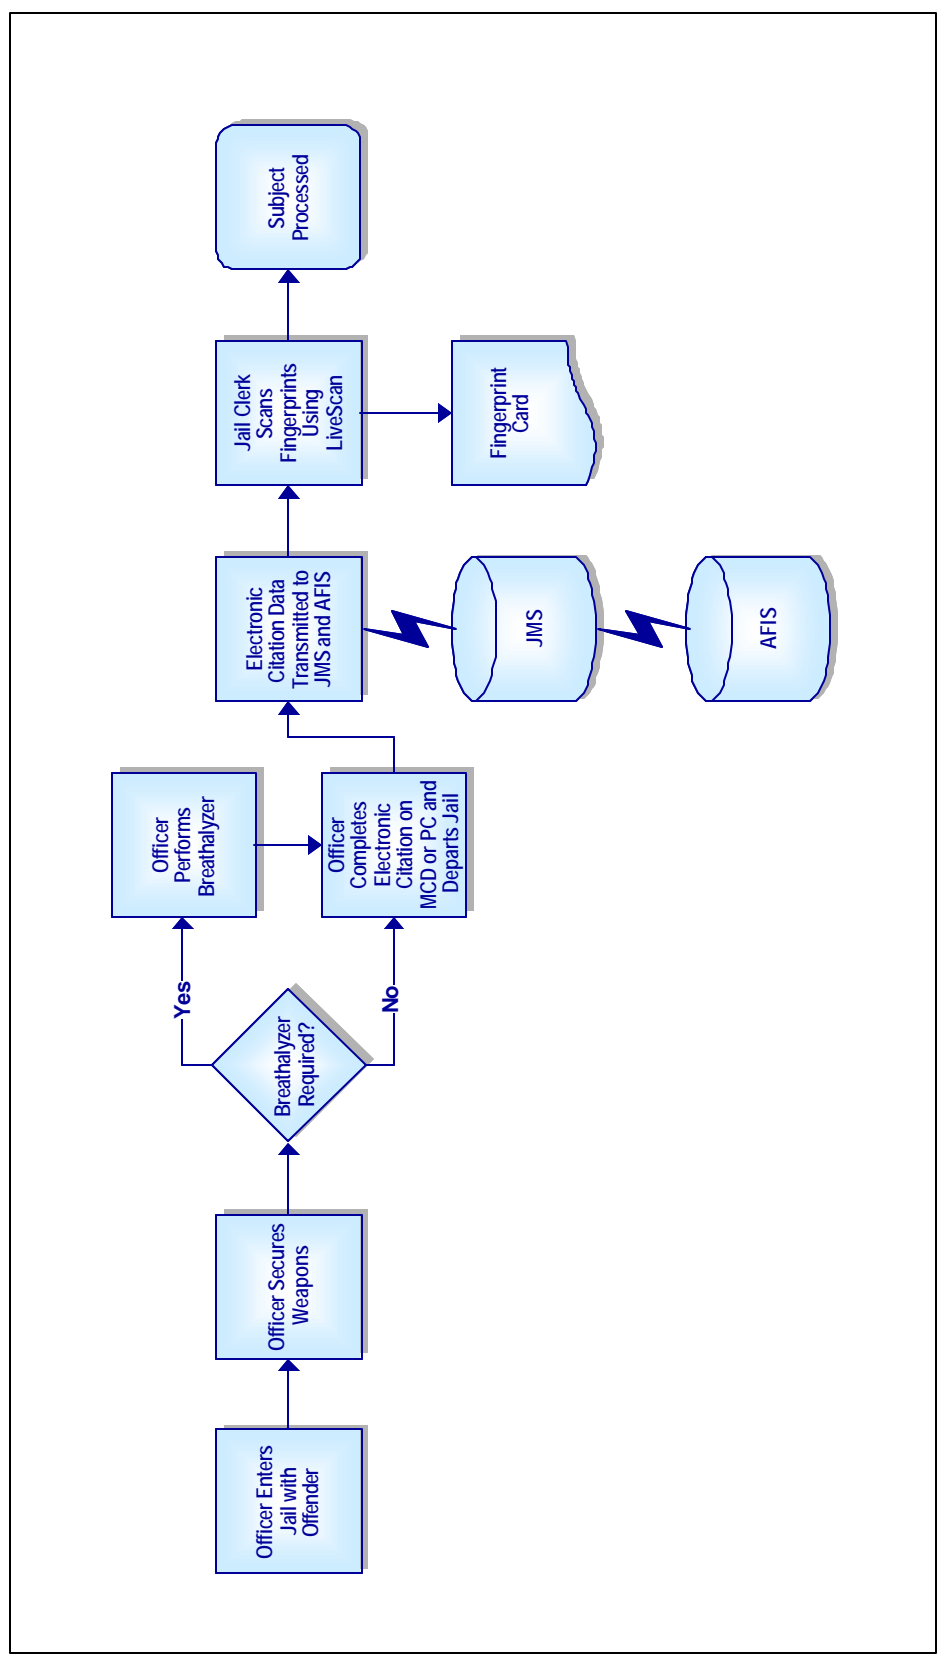 Officer Enters
Jail with
Offender
Officer Secures
Weapons
Breathalyzer
Required?
Yes
No
Officer
Performs
Breathalyzer
Officer
Completes
Electronic
Citation on
MCD or PC and
Departs Jail
Electronic
Citation Data
Transmitted to
JMS and AFIS
JMS
AFIS
Jail Clerk
Scans
Fingerprints
Using
LiveScan
Fingerprint
Card
Subject
Processed